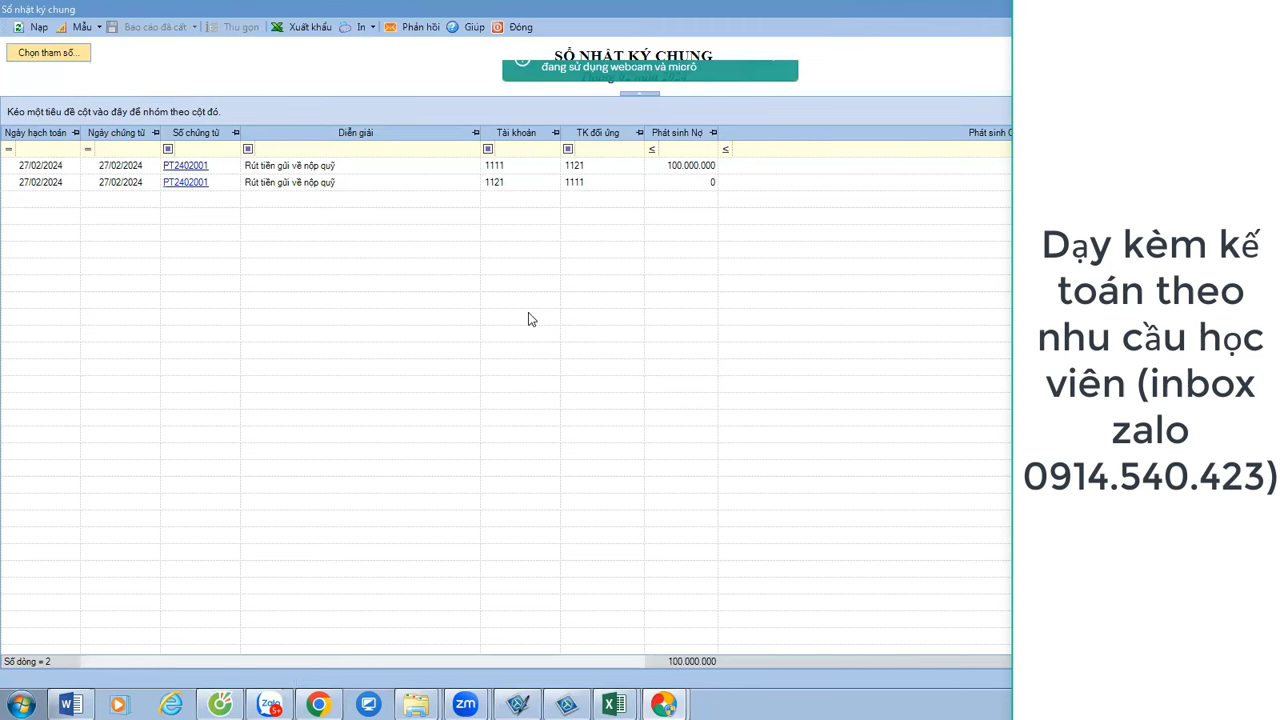 Sổ nhật ký chung
Nạp Mẫu Báo cáo đã cất Thu gọn Xuất khẩu In Phản hồi Giúp Đóng
Chọn tham số...
SỔ NHẬT KÝ CHUNG
đang sử dụng webcam và micrô
Kéo một tiêu đề cột vào đây để nhóm theo cột đó.
Ngày hạch toán Ngày chứng từ Số chứng từ Diễn giải Tài khoản TK đối ứng Phát sinh Nợ Phát sinh C
= = ≤ ≤
27/02/2024 27/02/2024 PT2402001 Rút tiền gửi về nộp quỹ 1111 1121 100.000.000
27/02/2024 27/02/2024 PT2402001 Rút tiền gửi về nộp quỹ 1121 1111 0
Số dòng = 2 100.000.000
Zalo 5+ zm
Dạy kèm kế
toán theo
nhu cầu học
viên (inbox
zalo
0914.540.423)